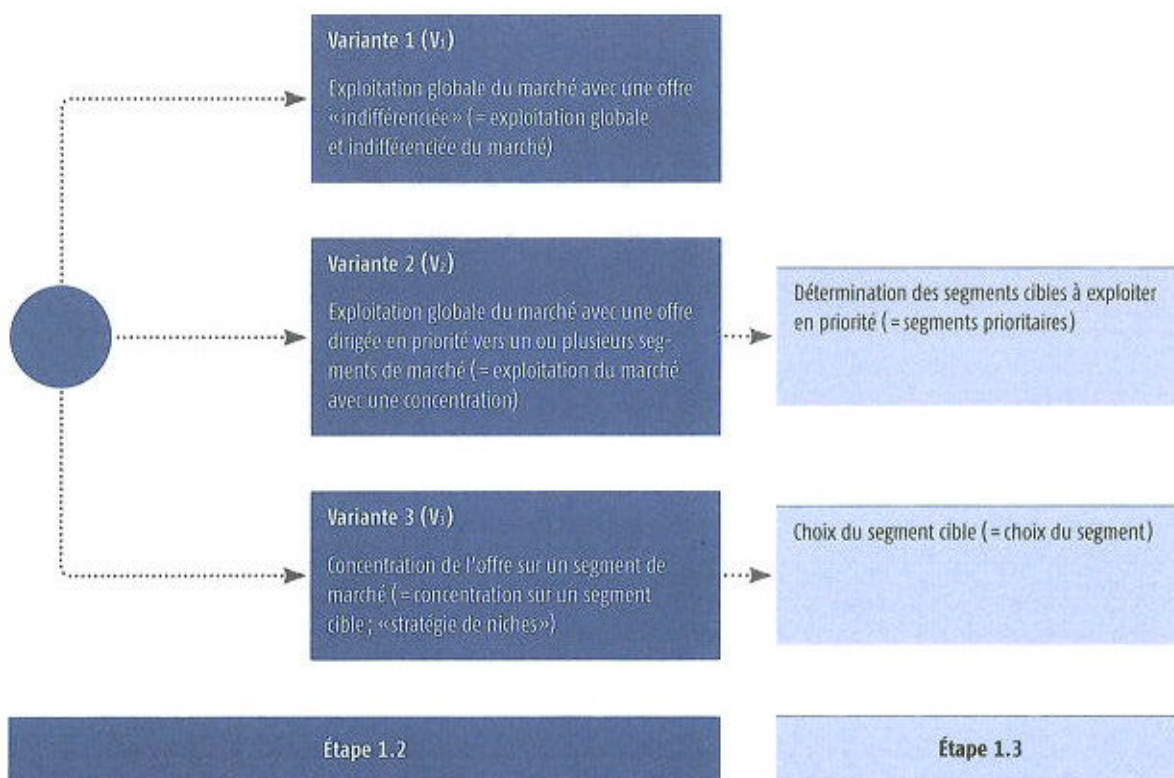 Variante 1 (V₁)
Exploitation globale du marché avec une offre
«indifférenciée» (= exploitation globale
et indifférenciée du marché)
Variante 2 (V₂)
Exploitation globale du marché avec une offre
dirigée en priorité vers un ou plusieurs seg-
ments de marché (= exploitation du marché
avec une concentration)
Détermination des segments cibles à exploiter
en priorité (= segments prioritaires)
Variante 3 (V₃)
Concentration de l'offre sur un segment de
marché (= concentration sur un segment
cible; «stratégie de niches»)
Choix du segment cible (= choix du segment)
Étape 1.2
Étape 1.3